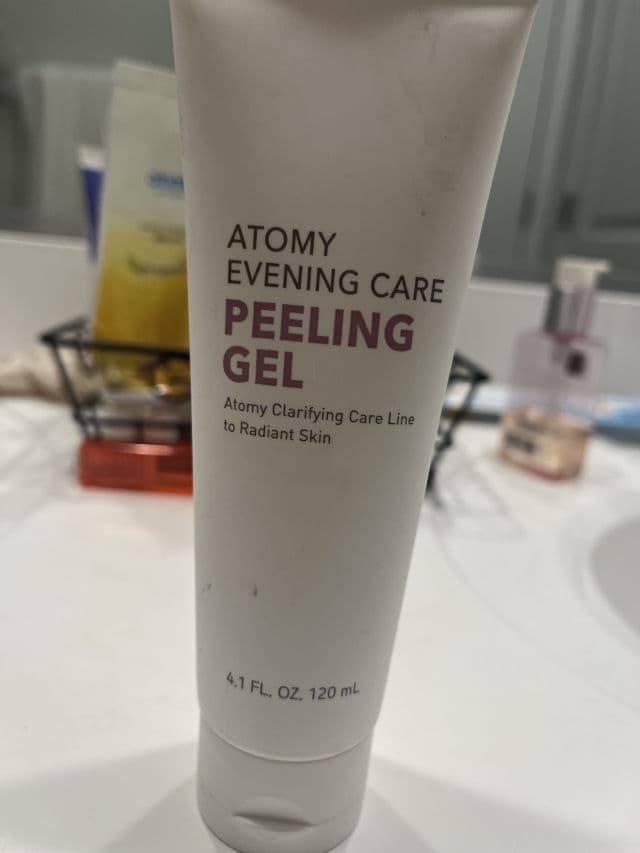 ATOMY
EVENING CARE
PEELING
GEL
Atomy Clarifying Care Line
to Radiant Skin
4.1 FL. OZ. 120 mL